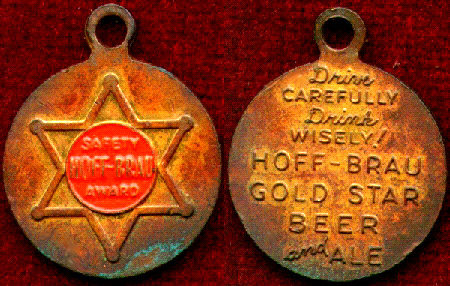 SAFETY
HOFF-BRAU
AWARD
Drive
CAREFULLY
Drink
WISELY!
HOFF-BRAU
GOLD STAR
BEER
and ALE